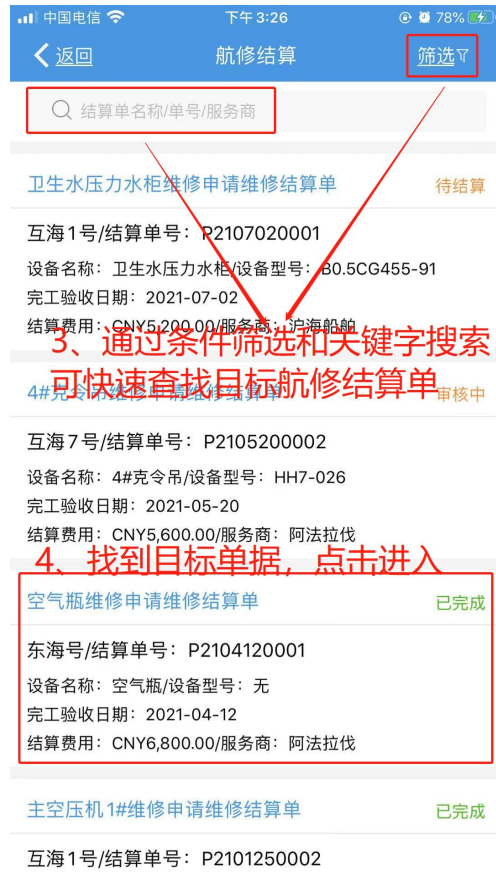 中国电信 下午3:26 78%
返回 航修结算 筛选
结算单名称/单号/服务商
卫生水压力水柜维修申请维修结算单 待结算
互海1号/结算单号：P2107020001
设备名称：卫生水压力水柜/设备型号：B0.5CG455-91
完工验收日期：2021-07-02
结算费用：CNY5,200.00/服务商：沪海船舶
3、通过条件筛选和关键字搜索
可快速查找目标航修结算单
4#克令吊维修申请维修结算单 审核中
互海7号/结算单号：P2105200002
设备名称：4#克令吊/设备型号：HH7-026
完工验收日期：2021-05-20
结算费用：CNY5,600.00/服务商：阿法拉伐
4、找到目标单据，点击进入
空气瓶维修申请维修结算单 已完成
东海号/结算单号：P2104120001
设备名称：空气瓶/设备型号：无
完工验收日期：2021-04-12
结算费用：CNY6,800.00/服务商：阿法拉伐
主空压机1#维修申请维修结算单 已完成
互海1号/结算单号：P2101250002